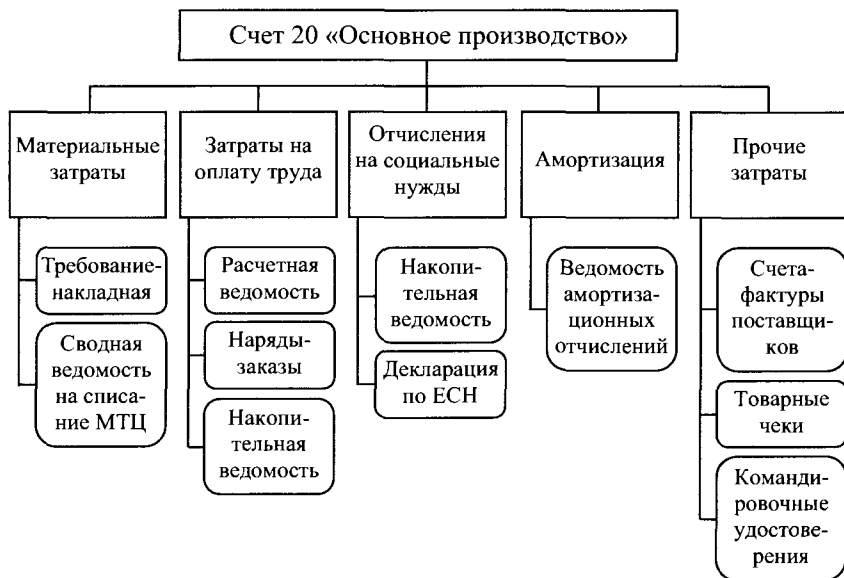 Счет 20 «Основное производство»
Материальные
затраты
Затраты на
оплату труда
Отчисления
на социальные
нужды
Амортизация
Прочие
затраты
Требование-
накладная
Сводная
ведомость
на списа-
ние МТЦ
Расчетная
ведомость
Наряды-
заказы
Накопи-
тельная
ведомость
Накопи-
тельная
ведомость
Декларация
по ЕСН
Ведомость
амортиза-
ционных
отчислений
Счета-
фактуры
поставщи-
ков
Товарные
чеки
Команди-
ровочные
удостове-
рения